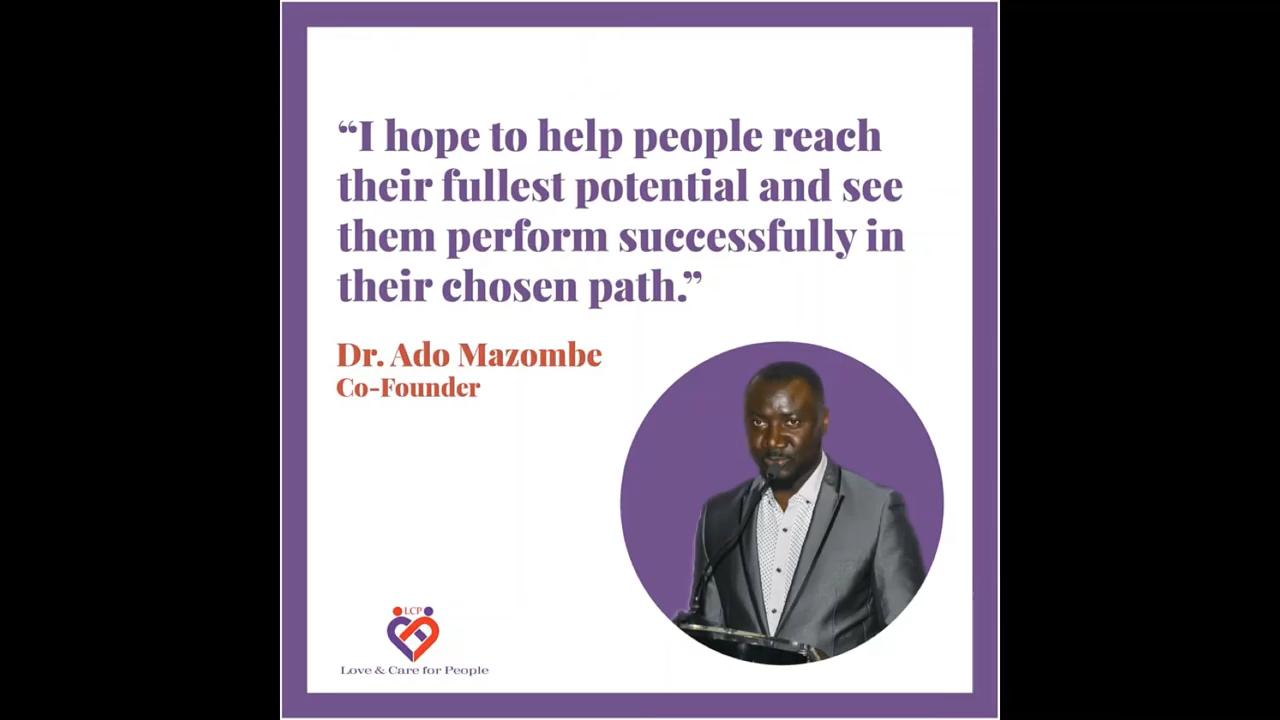 “I hope to help people reach
their fullest potential and see
them perform successfully in
their chosen path.”
Dr. Ado Mazombe
Co-Founder
LCP
Love & Care for People